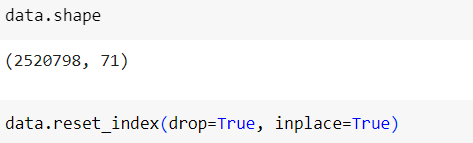 data.shape
(2520798, 71)
data.reset_index(drop=True, inplace=True)